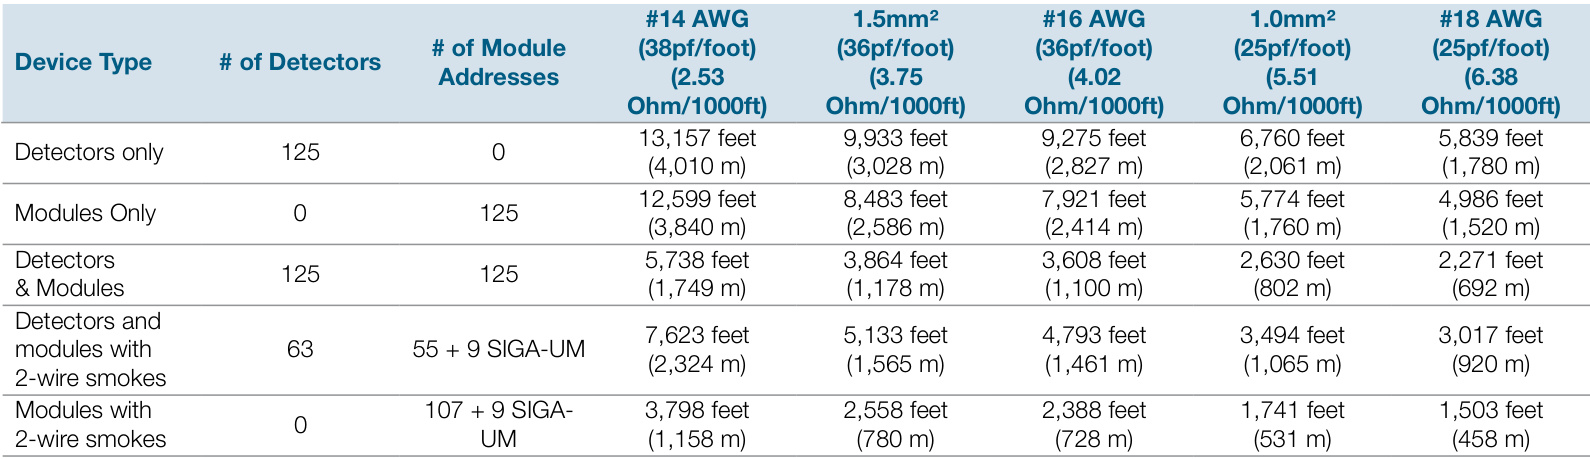 Device Type # of Detectors # of Module Addresses #14 AWG (38pf/foot) (2.53 Ohm/1000ft) 1.5mm² (36pf/foot) (3.75 Ohm/1000ft) #16 AWG (36pf/foot) (4.02 Ohm/1000ft) 1.0mm² (25pf/foot) (5.51 Ohm/1000ft) #18 AWG (25pf/foot) (6.38 Ohm/1000ft)
Detectors only 125 0 13,157 feet (4,010 m) 9,933 feet (3,028 m) 9,275 feet (2,827 m) 6,760 feet (2,061 m) 5,839 feet (1,780 m)
Modules Only 0 125 12,599 feet (3,840 m) 8,483 feet (2,586 m) 7,921 feet (2,414 m) 5,774 feet (1,760 m) 4,986 feet (1,520 m)
Detectors & Modules 125 125 5,738 feet (1,749 m) 3,864 feet (1,178 m) 3,608 feet (1,100 m) 2,630 feet (802 m) 2,271 feet (692 m)
Detectors and modules with 2-wire smokes 63 55 + 9 SIGA-UM 7,623 feet (2,324 m) 5,133 feet (1,565 m) 4,793 feet (1,461 m) 3,494 feet (1,065 m) 3,017 feet (920 m)
Modules with 2-wire smokes 0 107 + 9 SIGA-UM 3,798 feet (1,158 m) 2,558 feet (780 m) 2,388 feet (728 m) 1,741 feet (531 m) 1,503 feet (458 m)